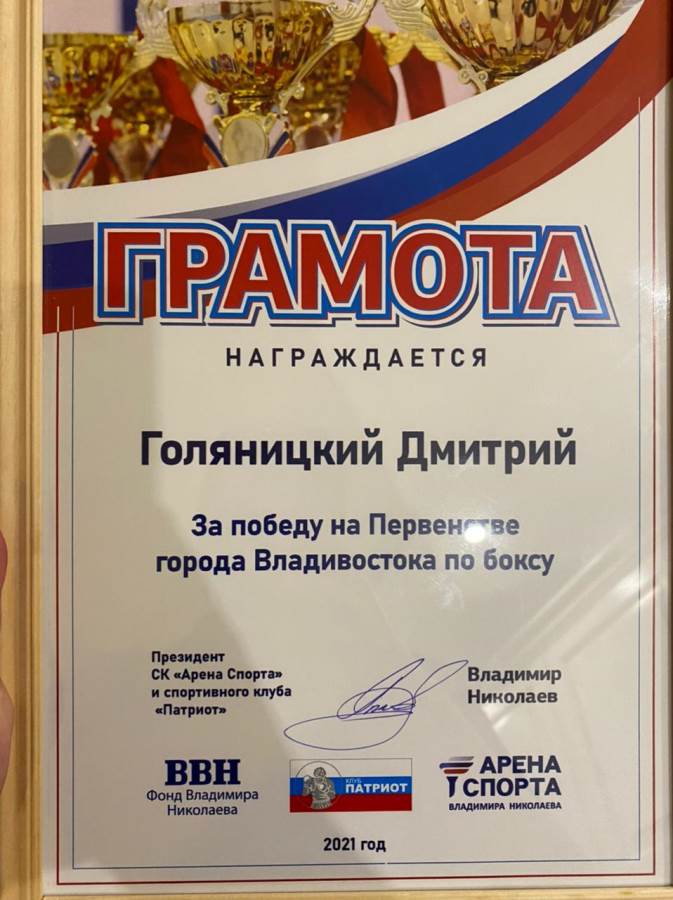 ГРАМОТА
НАГРАЖДАЕТСЯ
Голяницкий Дмитрий
За победу на Первенстве
города Владивостока по боксу
Президент
СК «Арена Спорта»
и спортивного клуба
«Патриот»
Владимир
Николаев
ВВН
Фонд Владимира
Николаева
КЛУБ
ПАТРИОТ
АРЕНА
СПОРТА
ВЛАДИМИРА НИКОЛАЕВА
2021 год